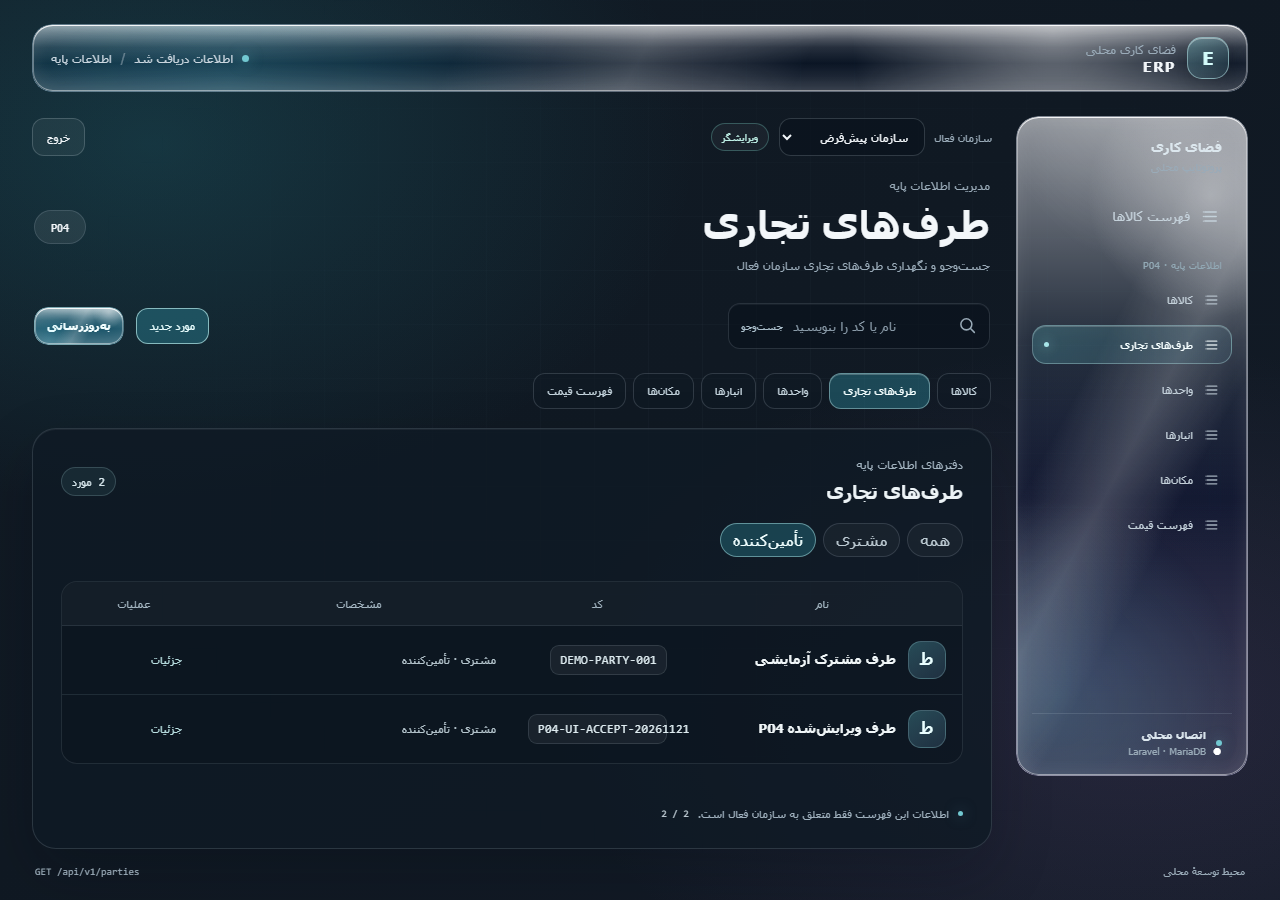 E
فضای کاری محلی
ERP
اطلاعات دریافت شد
اطلاعات پایه / 
فضای کاری
فهرست کالاها
اطلاعات پایه · P04
کالاها
طرف‌های تجاری
واحدها
انبارها
مکان‌ها
فهرست قیمت
اتصال محلی
Laravel · MariaDB
سازمان فعال
سازمان پیش‌فرض
ویرایشگر
خروج
مدیریت اطلاعات پایه
طرف‌های تجاری
P04
جست‌وجو و نگهداری طرف‌های تجاری سازمان فعال
نام یا کد را بنویسید
جست‌وجو
مورد جدید
به‌روزرسانی
کالاها
طرف‌های تجاری
واحدها
انبارها
مکان‌ها
فهرست قیمت
دفترهای اطلاعات پایه
طرف‌های تجاری
2 مورد
همه
مشتری
تأمین‌کننده
نام
کد
مشخصات
عملیات
ط
طرف مشترک آزمایشی
DEMO-PARTY-001
مشتری · تأمین‌کننده
جزئیات
ط
طرف ویرایش‌شده P04
P04-UI-ACCEPT-20261121
مشتری · تأمین‌کننده
جزئیات
اطلاعات این فهرست فقط متعلق به سازمان فعال است. 2 / 2
محیط توسعهٔ محلی
GET /api/v1/parties